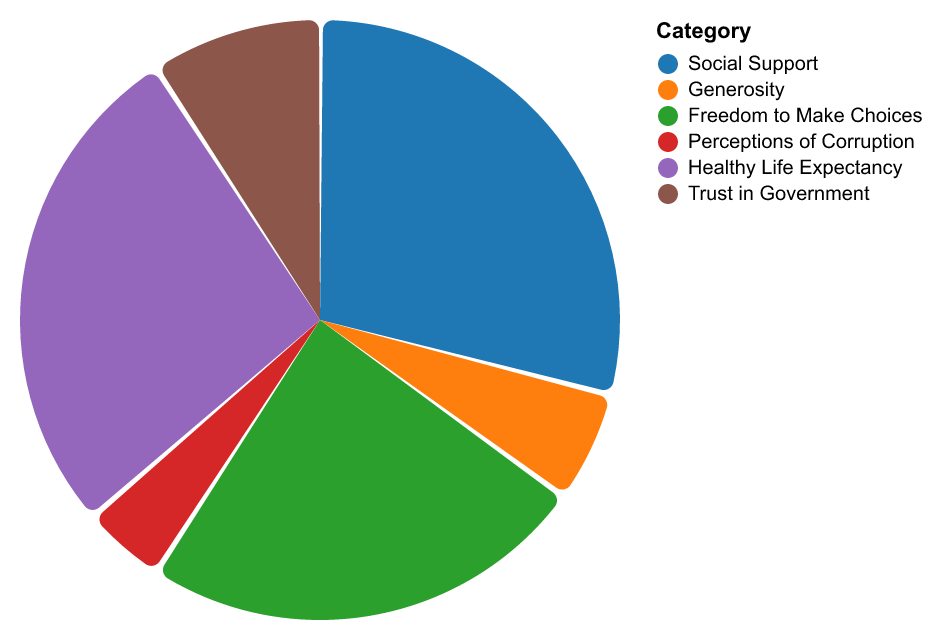 Category
Social Support
Generosity
Freedom to Make Choices
Perceptions of Corruption
Healthy Life Expectancy
Trust in Government